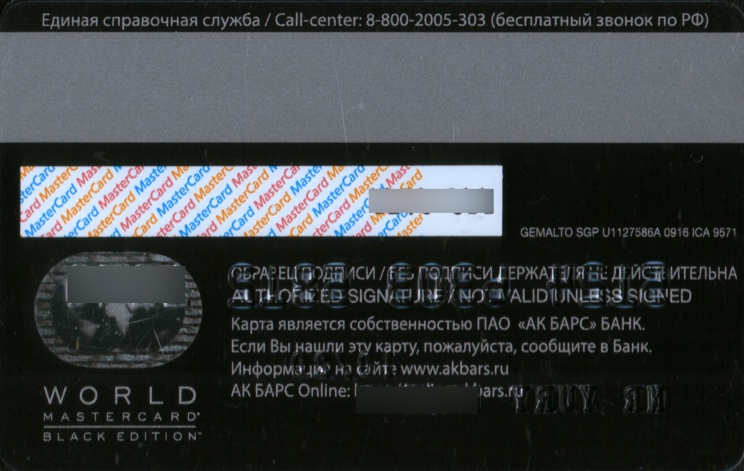 Единая справочная служба / Call-center: 8-800-2005-303 (бесплатный звонок по РФ)
MasterCard MasterCard MasterCard MasterCard
GEMALTO SGP U1127586A 0916 ICA 9571
ОБРАЗЕЦ ПОДПИСИ / БЕЗ ПОДПИСИ ДЕРЖАТЕЛЯ НЕ ДЕЙСТВИТЕЛЬНА
AUTHORIZED SIGNATURE / NOT VALID UNLESS SIGNED
Карта является собственностью ПАО «АК БАРС» БАНК.
Если Вы нашли эту карту, пожалуйста, сообщите в Банк.
Информация на сайте www.akbars.ru
АК БАРС Online:
WORLD
MASTERCARD
BLACK EDITION™